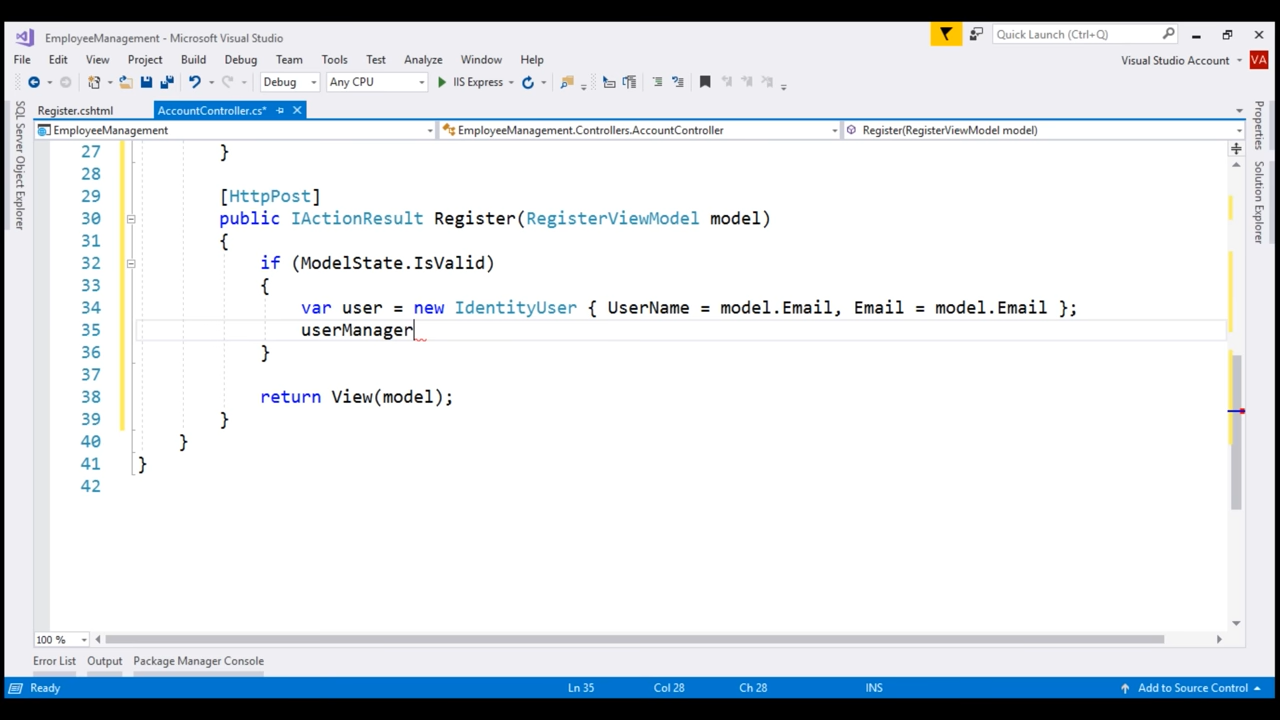 EmployeeManagement - Microsoft Visual Studio
Quick Launch (Ctrl+Q)
File Edit View Project Build Debug Team Tools Test Analyze Window Help
Visual Studio Account VA
Debug Any CPU IIS Express
Register.cshtml AccountController.cs*
EmployeeManagement EmployeeManagement.Controllers.AccountController Register(RegisterViewModel model)
SQL Server Object Explorer
Properties
Solution Explorer
27 }
28
29 [HttpPost]
30 public IActionResult Register(RegisterViewModel model)
31 {
32 if (ModelState.IsValid)
33 {
34 var user = new IdentityUser { UserName = model.Email, Email = model.Email };
35 userManager
36 }
37
38 return View(model);
39 }
40 }
41 }
42
100 %
Error List Output Package Manager Console
Ready Ln 35 Col 28 Ch 28 INS Add to Source Control